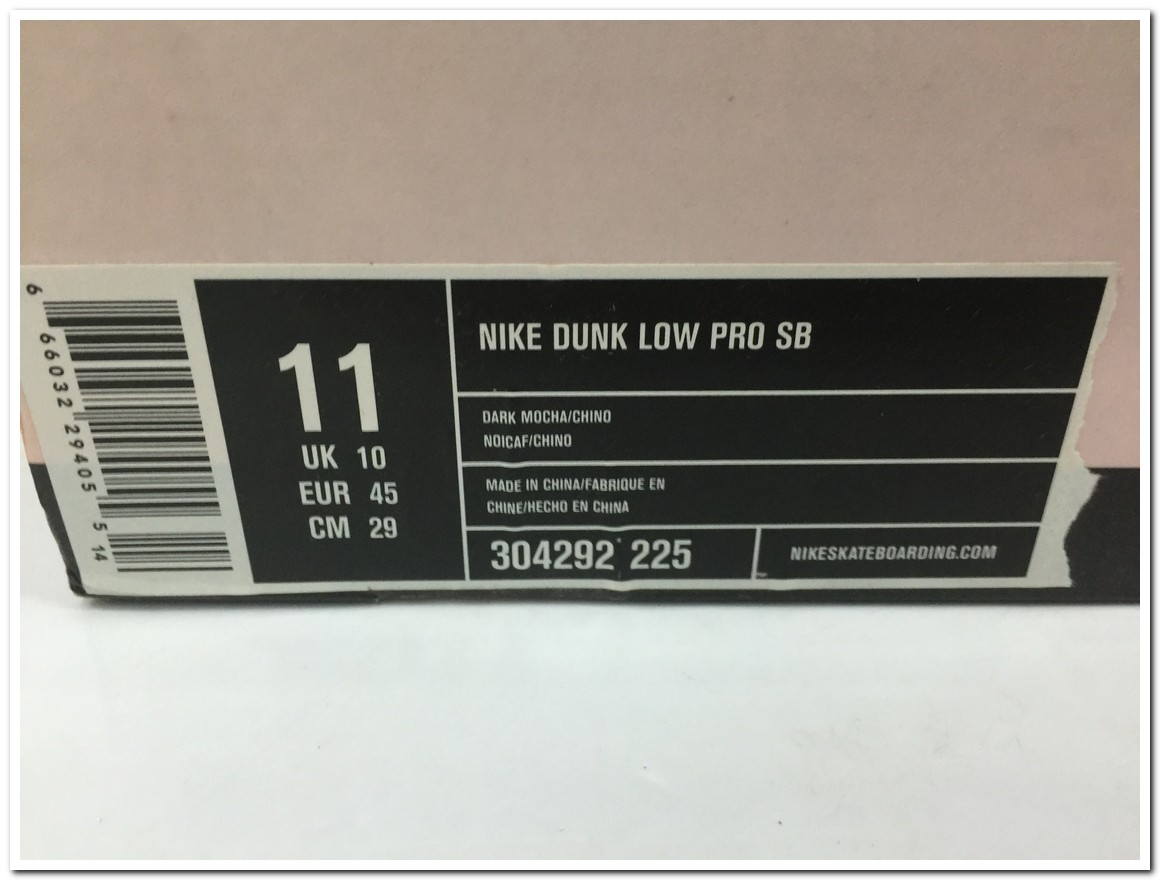 6 66032 29405 5 14
11
UK 10
EUR 45
CM 29
NIKE DUNK LOW PRO SB
DARK MOCHA/CHINO
NOICAF/CHINO
MADE IN CHINA/FABRIQUE EN
CHINE/HECHO EN CHINA
304292 225
NIKESKATEBOARDING.COM